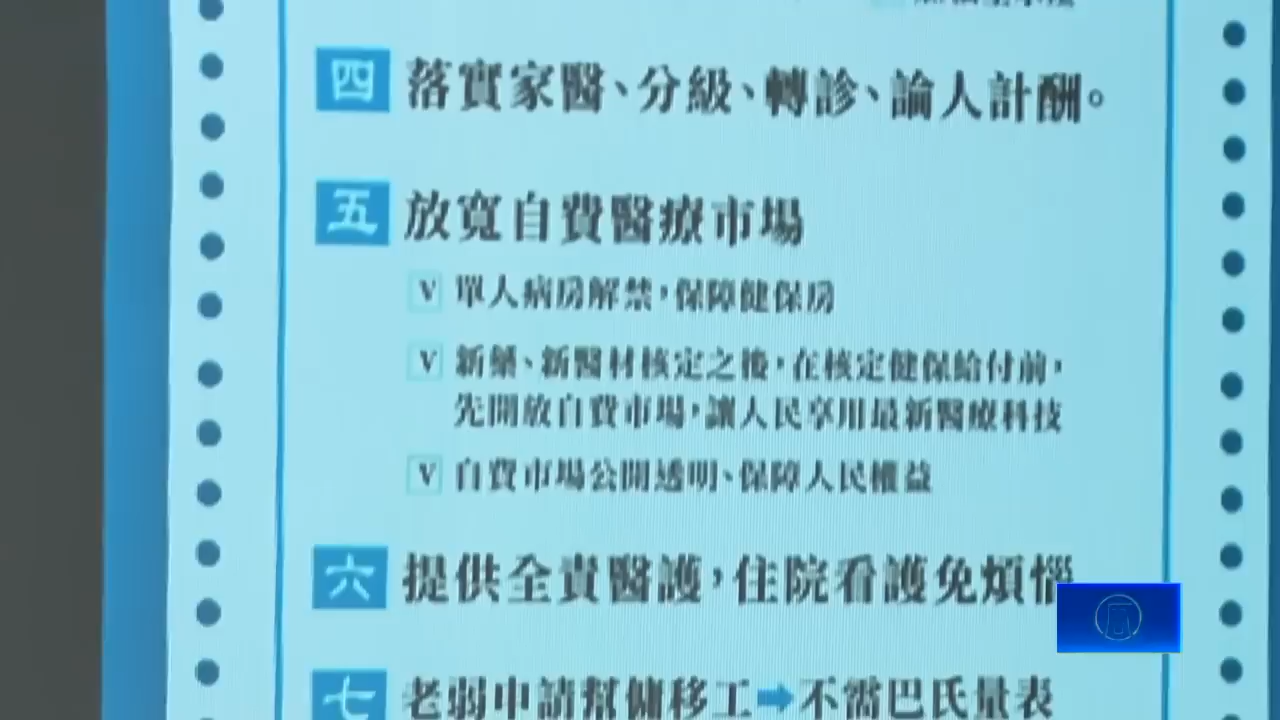 四 落實家醫、分級、轉診、論人計酬。
五 放寬自費醫療市場
V 單人病房解禁，保障健保房
V 新藥、新醫材核定之後，在核定健保給付前，
先開放自費市場，讓人民享用最新醫療科技
V 自費市場公開透明、保障人民權益
六 提供全責醫護，住院看護免煩惱
七 老弱申請幫傭移工➡不需巴氏量表